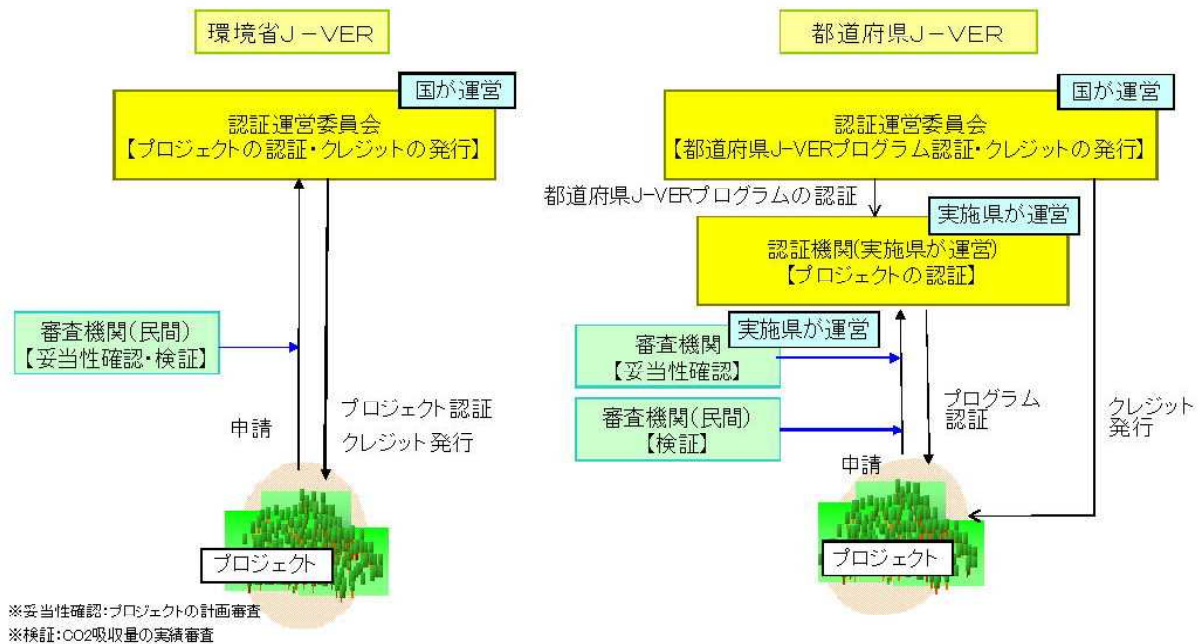 環境省J-VER
国が運営
認証運営委員会
【プロジェクトの認証・クレジットの発行】
審査機関(民間)
【妥当性確認・検証】
申請
プロジェクト認証
クレジット発行
プロジェクト
※妥当性確認:プロジェクトの計画審査
※検証:CO2吸収量の実績審査
都道府県J-VER
国が運営
認証運営委員会
【都道府県J-VERプログラム認証・クレジットの発行】
都道府県J-VERプログラムの認証
実施県が運営
認証機関(実施県が運営)
【プロジェクトの認証】
実施県が運営
審査機関
【妥当性確認】
審査機関(民間)
【検証】
申請
プログラム
認証
クレジット
発行
プロジェクト